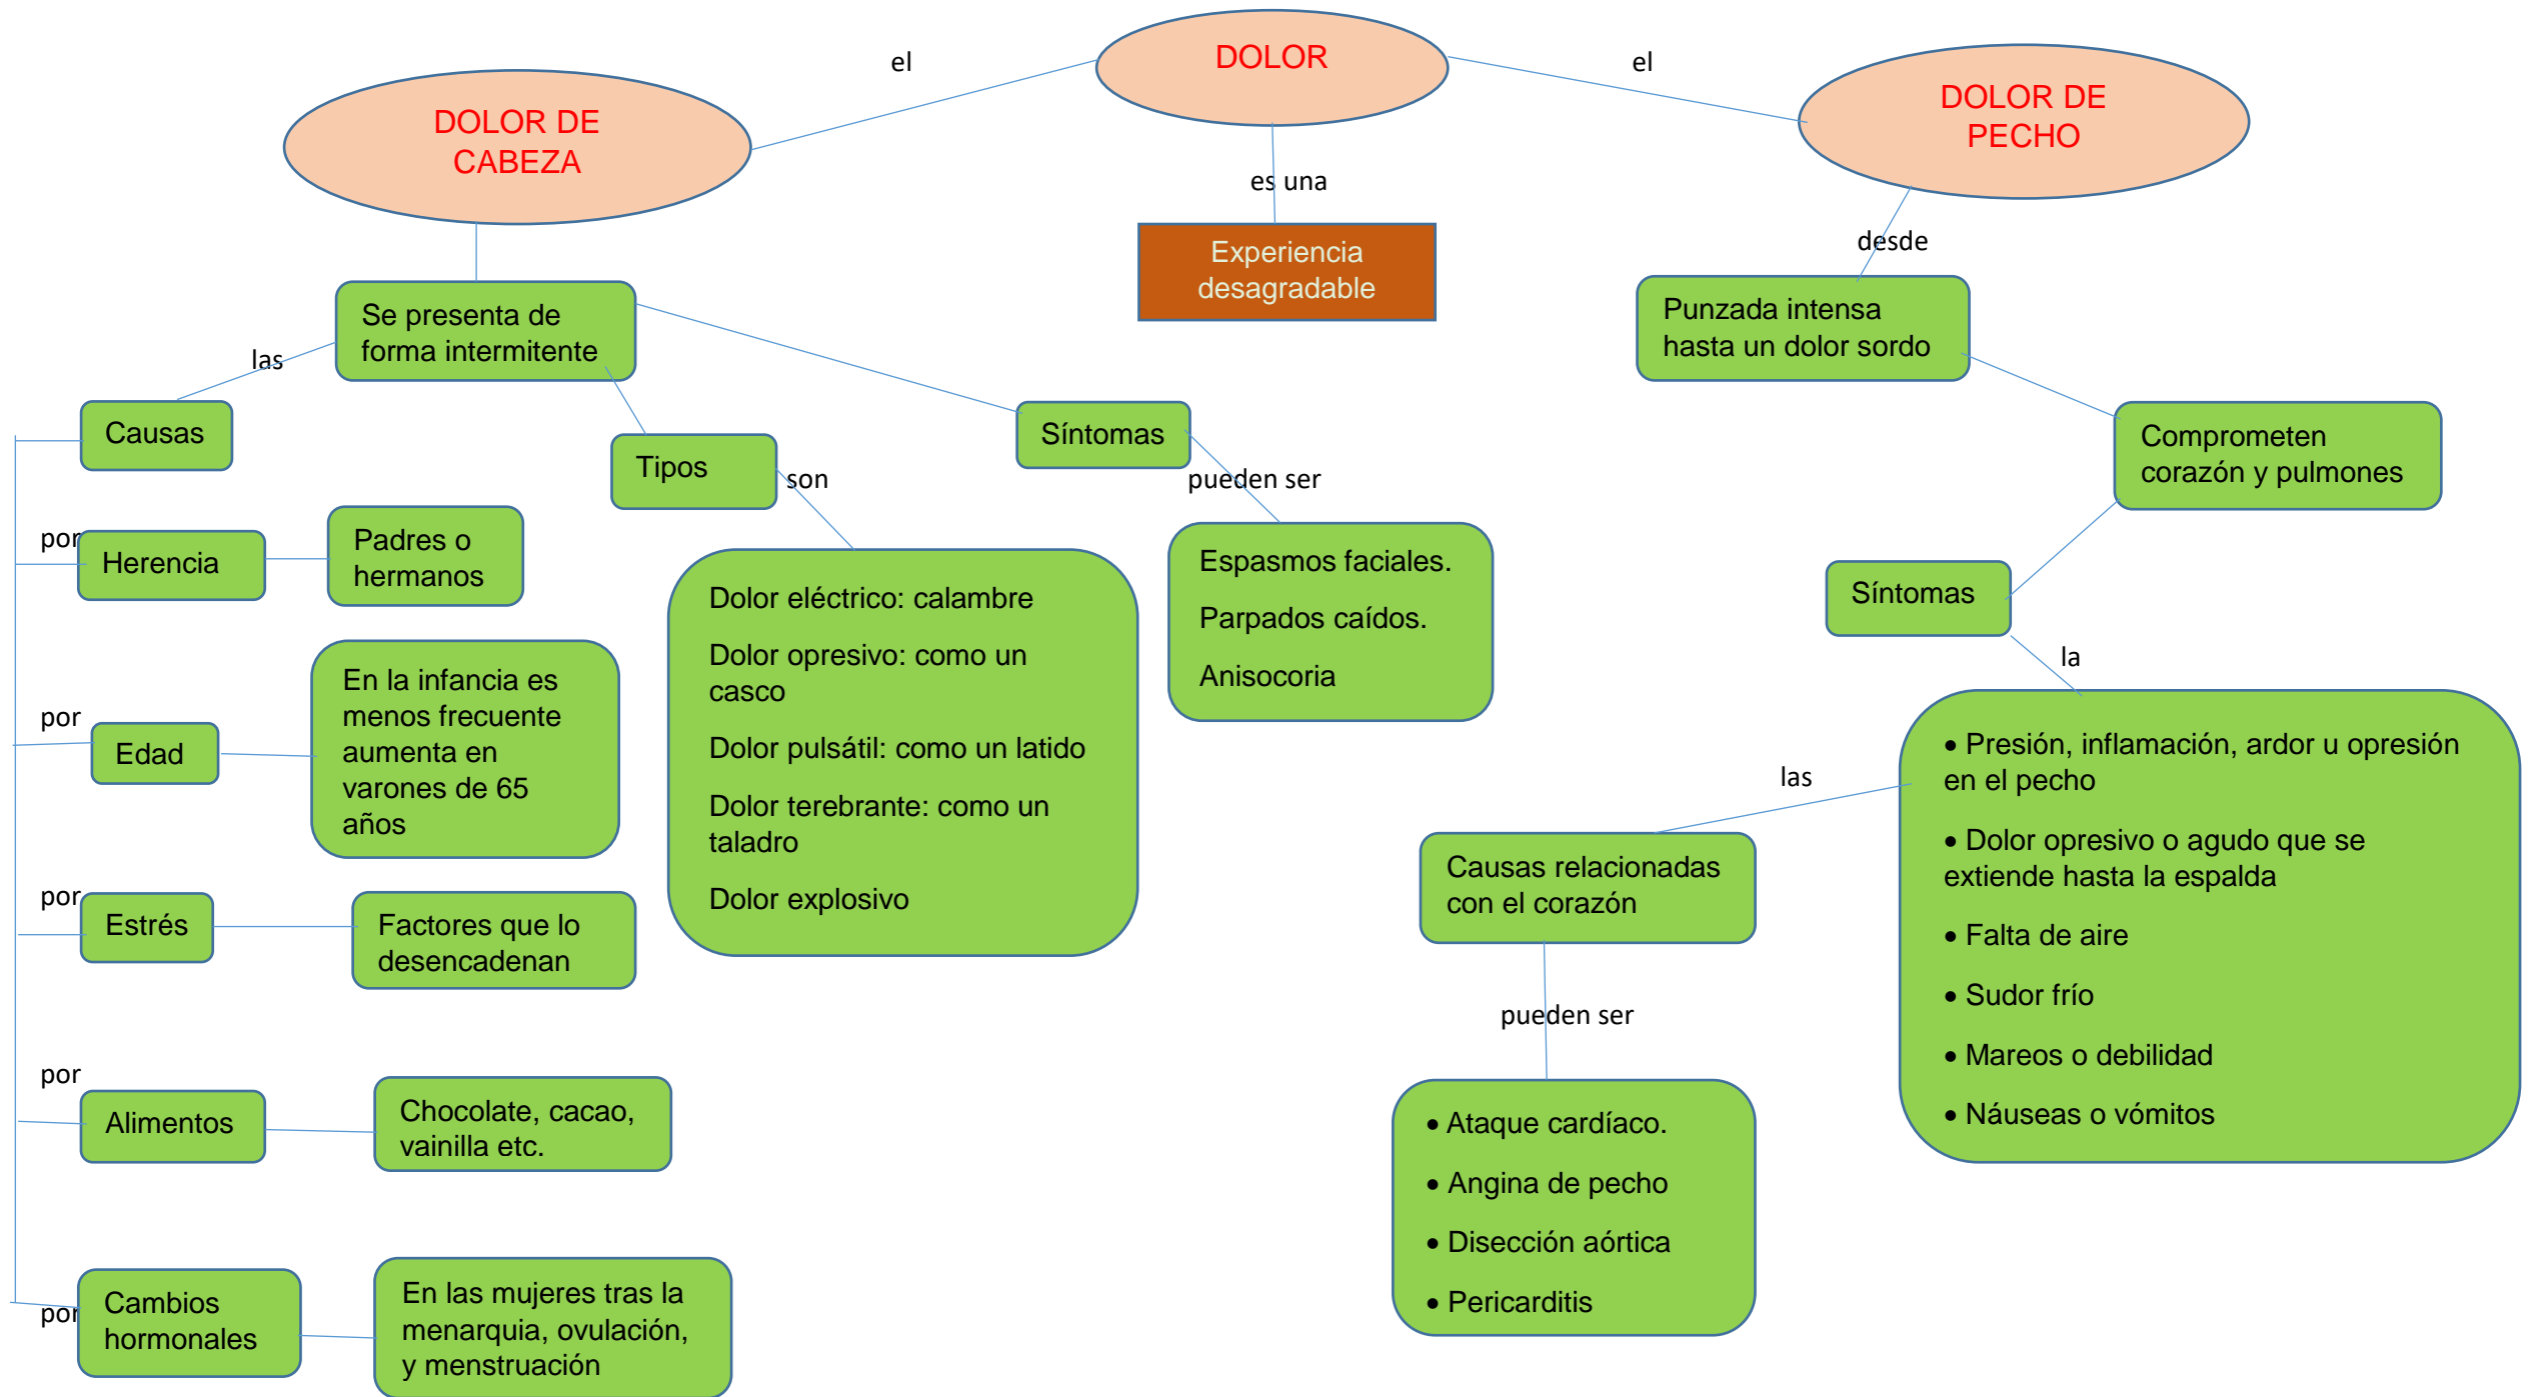 DOLOR
el
el
DOLOR DE
CABEZA
DOLOR DE
PECHO
es una
Experiencia
desagradable
Se presenta de
forma intermitente
las
Causas
Tipos
son
Síntomas
pueden ser
por
Herencia
Padres o
hermanos
por
Edad
En la infancia es
menos frecuente
aumenta en
varones de 65
años
por
Estrés
Factores que lo
desencadenan
por
Alimentos
Chocolate, cacao,
vainilla etc.
por
Cambios
hormonales
En las mujeres tras la
menarquia, ovulación,
y menstruación
Dolor eléctrico: calambre
Dolor opresivo: como un
casco
Dolor pulsátil: como un latido
Dolor terebrante: como un
taladro
Dolor explosivo
Espasmos faciales.
Parpados caídos.
Anisocoria
desde
Punzada intensa
hasta un dolor sordo
Comprometen
corazón y pulmones
Síntomas
la
• Presión, inflamación, ardor u opresión
en el pecho
• Dolor opresivo o agudo que se
extiende hasta la espalda
• Falta de aire
• Sudor frío
• Mareos o debilidad
• Náuseas o vómitos
las
Causas relacionadas
con el corazón
pueden ser
• Ataque cardíaco.
• Angina de pecho
• Disección aórtica
• Pericarditis